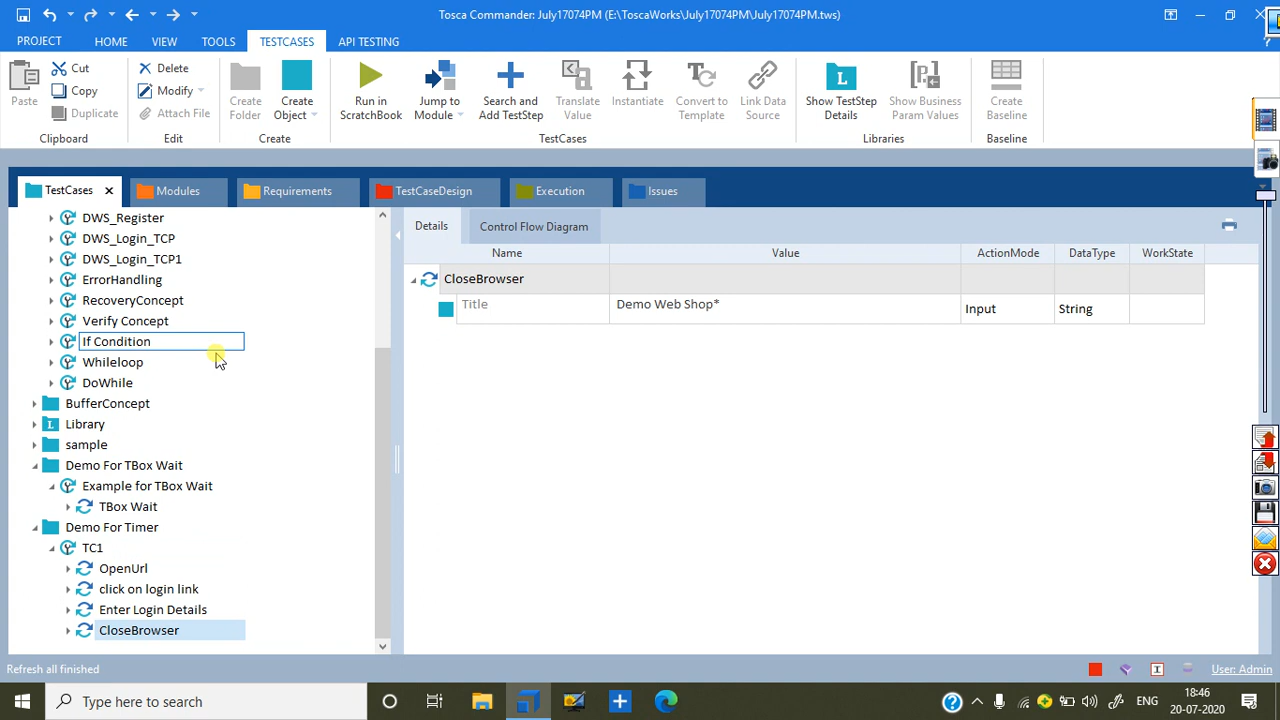 Tosca Commander: July17074PM (E:\ToscaWorks\July17074PM\July17074PM.tws)
PROJECT HOME VIEW TOOLS TESTCASES API TESTING
Paste
Cut
Copy
Duplicate
Clipboard
Delete
Modify
Attach File
Edit
Create Folder
Create Object
Create
Run in ScratchBook
Jump to Module
Search and Add TestStep
Translate Value
Instantiate
Convert to Template
Link Data Source
TestCases
L
Show TestStep Details
Show Business Param Values
Libraries
Create Baseline
Baseline
TestCases Modules Requirements TestCaseDesign Execution Issues
DWS_Register
DWS_Login_TCP
DWS_Login_TCP1
ErrorHandling
RecoveryConcept
Verify Concept
If Condition
Whileloop
DoWhile
BufferConcept
L Library
sample
Demo For TBox Wait
Example for TBox Wait
TBox Wait
Demo For Timer
TC1
OpenUrl
click on login link
Enter Login Details
CloseBrowser
Details Control Flow Diagram
Name Value ActionMode DataType WorkState
CloseBrowser
Title Demo Web Shop* Input String
Refresh all finished
User: Admin
Type here to search
ENG
18:46
20-07-2020